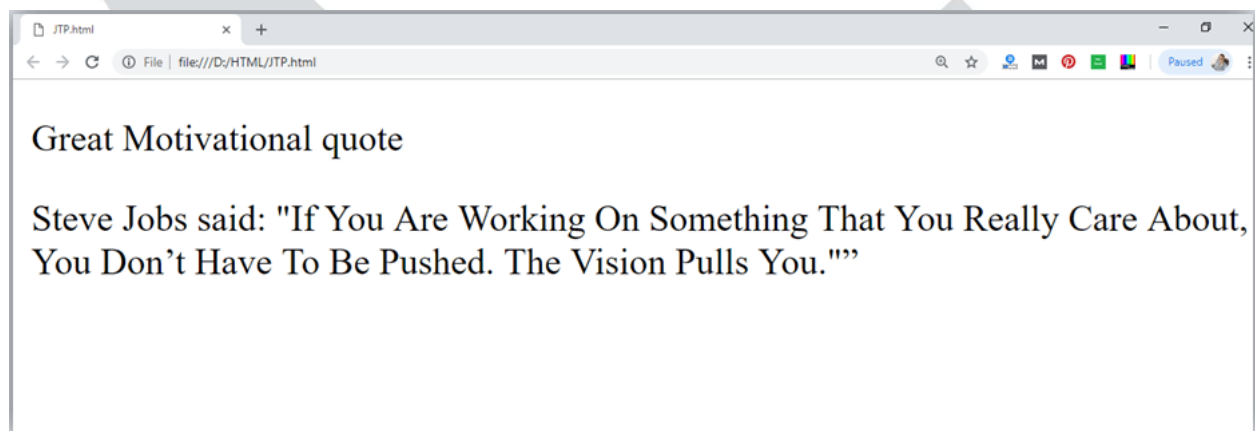 JTP.html
File | file:///D:/HTML/JTP.html
Paused
Great Motivational quote
Steve Jobs said: "If You Are Working On Something That You Really Care About,
You Don’t Have To Be Pushed. The Vision Pulls You."”